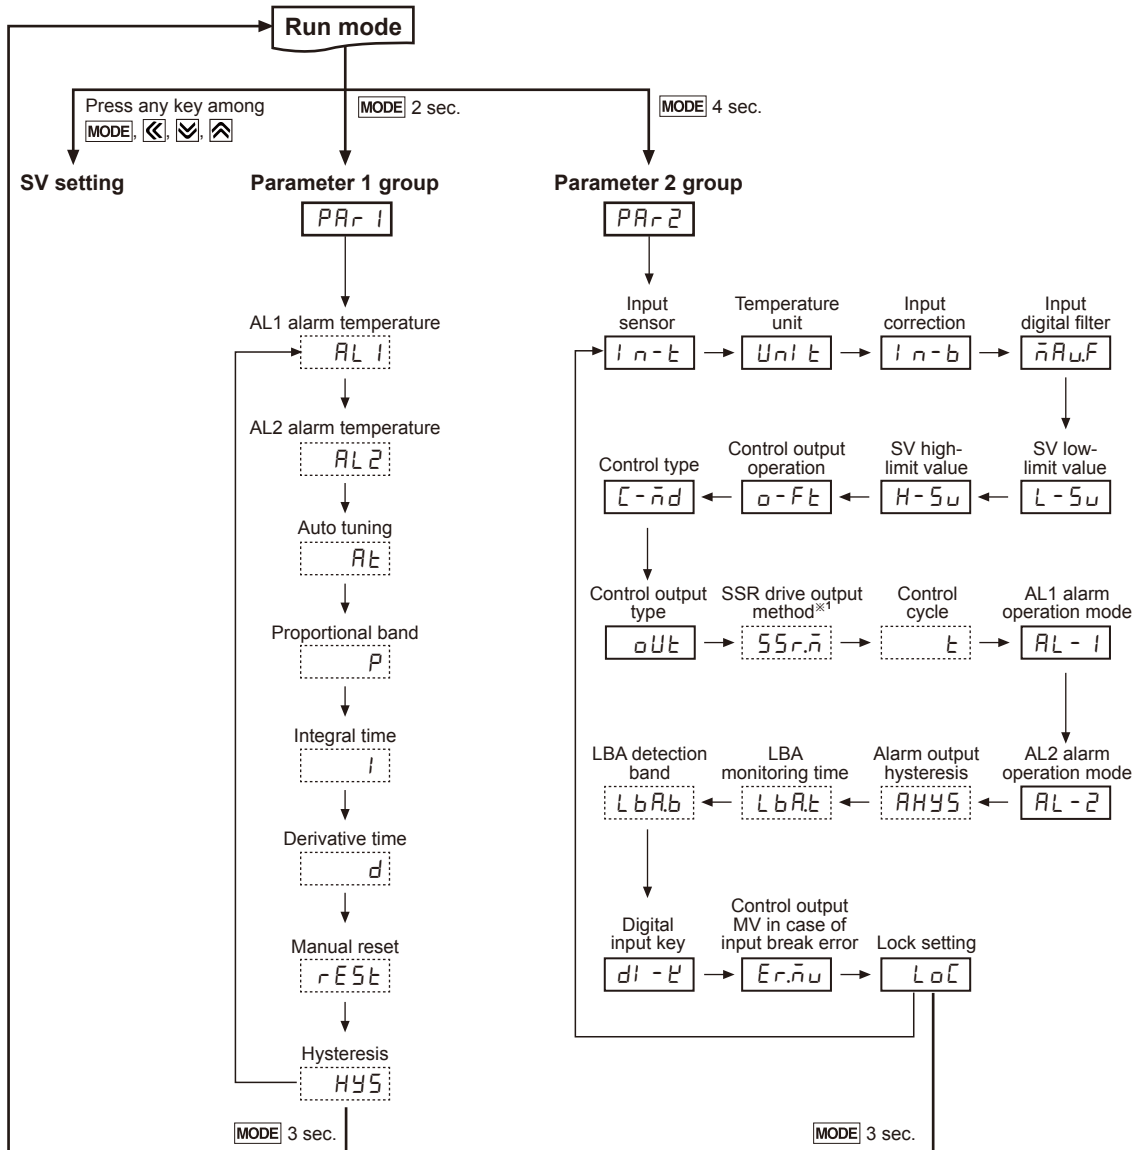 Run mode
Press any key among
MODE, «, ⩔, ⩓
MODE 2 sec.
MODE 4 sec.
SV setting
Parameter 1 group
PAr1
AL1 alarm temperature
AL1
AL2 alarm temperature
AL2
Auto tuning
At
Proportional band
P
Integral time
I
Derivative time
d
Manual reset
rESt
Hysteresis
HYS
MODE 3 sec.
Parameter 2 group
PAr2
Input
sensor
In-t
Temperature
unit
UnIt
Input
correction
In-b
Input
digital filter
mAv.F
SV low-
limit value
L-Sv
SV high-
limit value
H-Sv
Control output
operation
o-Ft
Control type
C-md
Control output
type
oUt
SSR drive output
method※1
SSr.m
Control
cycle
t
AL1 alarm
operation mode
AL-1
AL2 alarm
operation mode
AL-2
Alarm output
hysteresis
AHYS
LBA
monitoring time
LbA.t
LBA detection
band
LbA.b
Digital
input key
dI-K
Control output
MV in case of
input break error
Er.mv
Lock setting
LoC
MODE 3 sec.